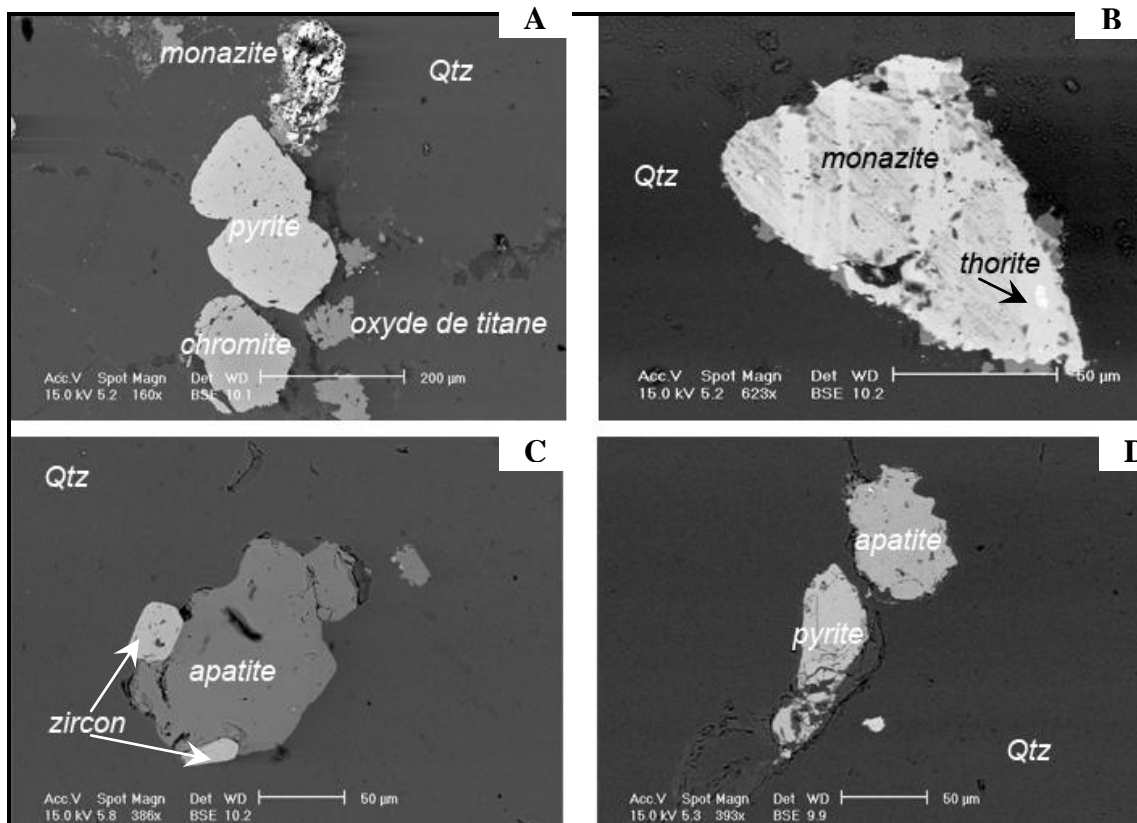 A
monazite
Qtz
pyrite
oxyde de titane
chromite
Acc.V Spot Magn Det WD 200 µm
15.0 kV 5.2 160x BSE 10.1
B
monazite
Qtz
thorite
Acc.V Spot Magn Det WD 50 µm
15.0 kV 5.2 623x BSE 10.2
C
Qtz
apatite
zircon
Acc.V Spot Magn Det WD 50 µm
15.0 kV 5.8 386x BSE 10.2
D
apatite
pyrite
Qtz
Acc.V Spot Magn Det WD 50 µm
15.0 kV 5.3 393x BSE 9.9